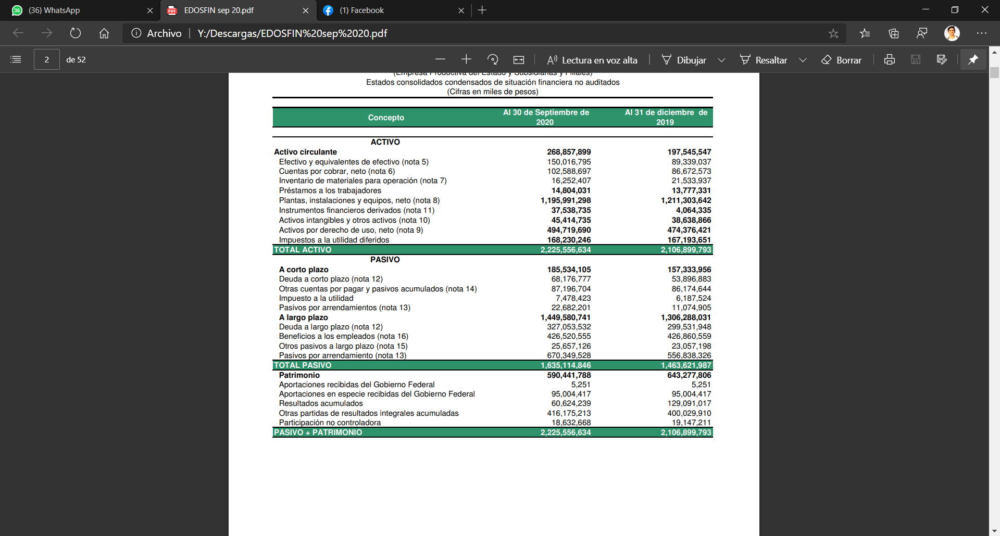 (36) WhatsApp
EDOSFIN sep 20.pdf
(1) Facebook
Archivo | Y:/Descargas/EDOSFIN%20sep%2020.pdf
2 de 52
Lectura en voz alta
Dibujar
Resaltar
Borrar
(Empresa Productiva del Estado y Subsidiarias y Filiales)
Estados consolidados condensados de situación financiera no auditados
(Cifras en miles de pesos)
Concepto Al 30 de Septiembre de 2020 Al 31 de diciembre de 2019
ACTIVO
Activo circulante 268,857,899 197,545,547
Efectivo y equivalentes de efectivo (nota 5) 150,016,795 89,339,037
Cuentas por cobrar, neto (nota 6) 102,588,697 86,672,573
Inventario de materiales para operación (nota 7) 16,252,407 21,533,937
Préstamos a los trabajadores 14,804,031 13,777,331
Plantas, instalaciones y equipos, neto (nota 8) 1,195,991,298 1,211,303,642
Instrumentos financieros derivados (nota 11) 37,538,735 4,064,335
Activos intangibles y otros activos (nota 10) 45,414,735 38,638,866
Activos por derecho de uso, neto (nota 9) 494,719,690 474,376,421
Impuestos a la utilidad diferidos 168,230,246 167,193,651
TOTAL ACTIVO 2,225,556,634 2,106,899,793
PASIVO
A corto plazo 185,534,105 157,333,956
Deuda a corto plazo (nota 12) 68,176,777 53,896,883
Otras cuentas por pagar y pasivos acumulados (nota 14) 87,196,704 86,174,644
Impuesto a la utilidad 7,478,423 6,187,524
Pasivos por arrendamientos (nota 13) 22,682,201 11,074,905
A largo plazo 1,449,580,741 1,306,288,031
Deuda a largo plazo (nota 12) 327,053,532 299,531,948
Beneficios a los empleados (nota 16) 426,520,555 426,860,559
Otros pasivos a largo plazo (nota 15) 25,657,126 23,057,198
Pasivos por arrendamiento (nota 13) 670,349,528 556,838,326
TOTAL PASIVO 1,635,114,846 1,463,621,987
Patrimonio 590,441,788 643,277,806
Aportaciones recibidas del Gobierno Federal 5,251 5,251
Aportaciones en especie recibidas del Gobierno Federal 95,004,417 95,004,417
Resultados acumulados 60,624,239 129,091,017
Otras partidas de resultados integrales acumuladas 416,175,213 400,029,910
Participación no controladora 18,632,668 19,147,211
PASIVO + PATRIMONIO 2,225,556,634 2,106,899,793